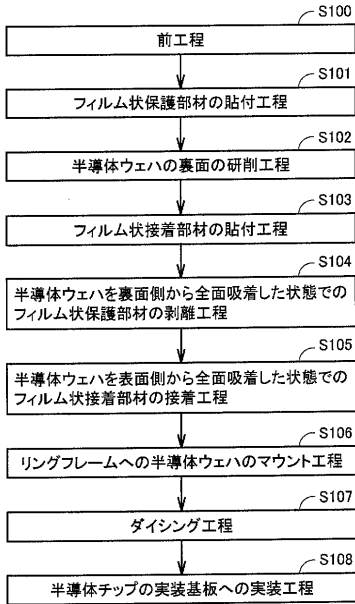 S100
前工程
S101
フィルム状保護部材の貼付工程
S102
半導体ウェハの裏面の研削工程
S103
フィルム状接着部材の貼付工程
S104
半導体ウェハを裏面側から全面吸着した状態での
フィルム状保護部材の剥離工程
S105
半導体ウェハを表面側から全面吸着した状態での
フィルム状接着部材の接着工程
S106
リングフレームへの半導体ウェハのマウント工程
S107
ダイシング工程
S108
半導体チップの実装基板への実装工程